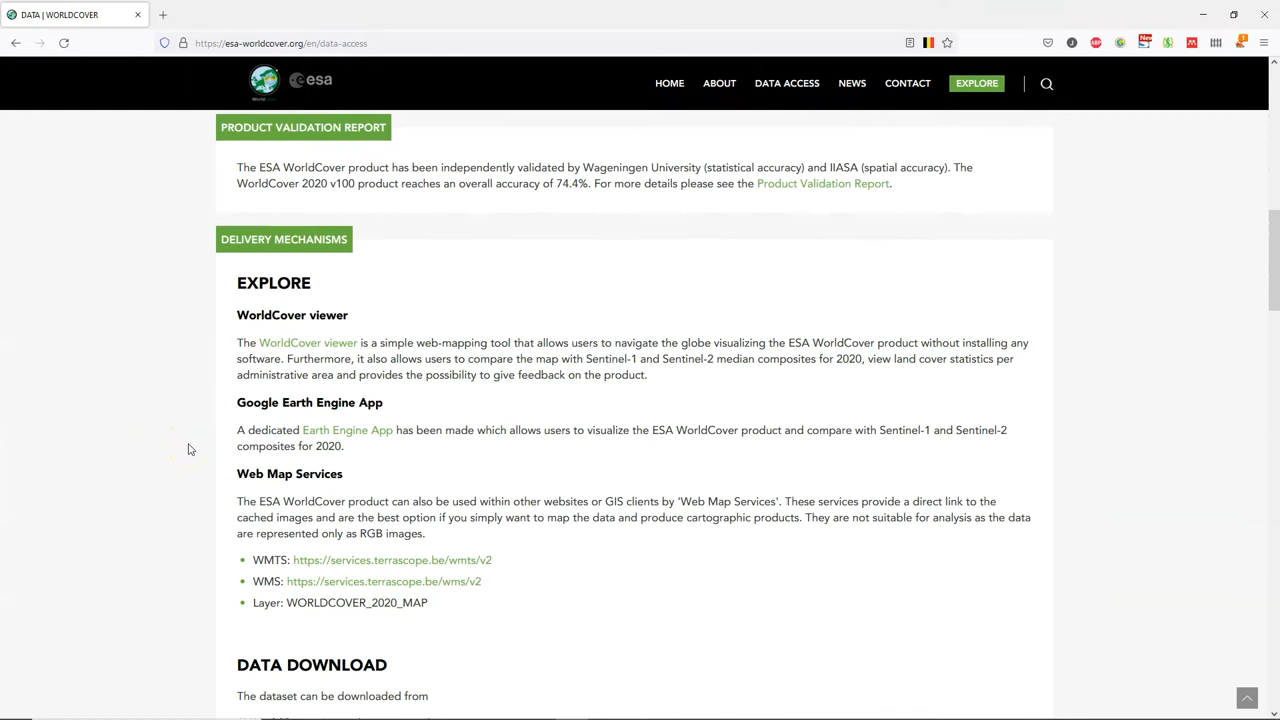 DATA | WORLDCOVER
https://esa-worldcover.org/en/data-access
New
1
esa
HOME ABOUT DATA ACCESS NEWS CONTACT EXPLORE
PRODUCT VALIDATION REPORT
The ESA WorldCover product has been independently validated by Wageningen University (statistical accuracy) and IIASA (spatial accuracy). The
WorldCover 2020 v100 product reaches an overall accuracy of 74.4%. For more details please see the Product Validation Report.
DELIVERY MECHANISMS
EXPLORE
WorldCover viewer
The WorldCover viewer is a simple web-mapping tool that allows users to navigate the globe visualizing the ESA WorldCover product without installing any
software. Furthermore, it also allows users to compare the map with Sentinel-1 and Sentinel-2 median composites for 2020, view land cover statistics per
administrative area and provides the possibility to give feedback on the product.
Google Earth Engine App
A dedicated Earth Engine App has been made which allows users to visualize the ESA WorldCover product and compare with Sentinel-1 and Sentinel-2
composites for 2020.
Web Map Services
The ESA WorldCover product can also be used within other websites or GIS clients by 'Web Map Services'. These services provide a direct link to the
cached images and are the best option if you simply want to map the data and produce cartographic products. They are not suitable for analysis as the data
are represented only as RGB images.
• WMTS: https://services.terrascope.be/wmts/v2
• WMS: https://services.terrascope.be/wms/v2
• Layer: WORLDCOVER_2020_MAP
DATA DOWNLOAD
The dataset can be downloaded from